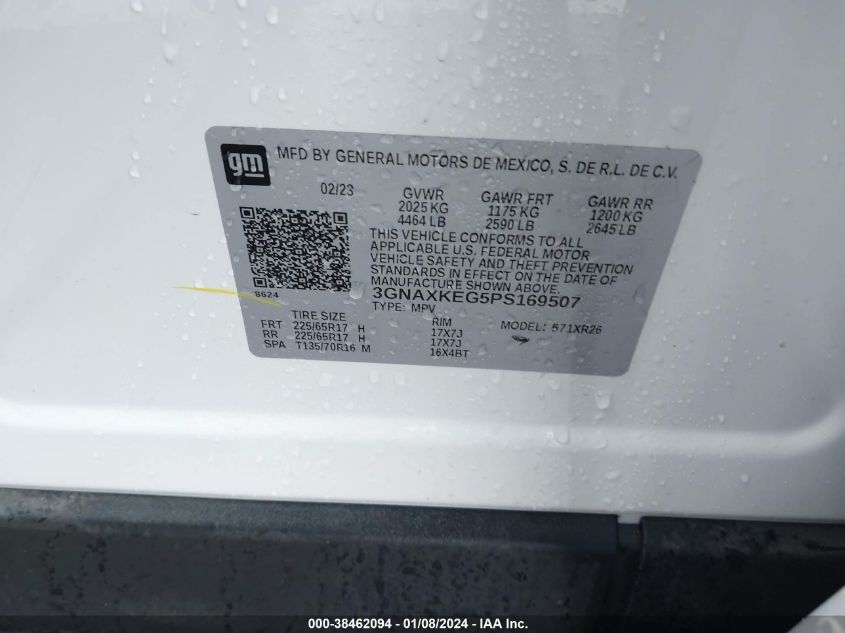 gm MFD BY GENERAL MOTORS DE MEXICO, S. DE R.L. DE C.V.
02/23 GVWR GAWR FRT GAWR RR
2025 KG 1175 KG 1200 KG
4464 LB 2590 LB 2645 LB
THIS VEHICLE CONFORMS TO ALL
APPLICABLE U.S. FEDERAL MOTOR
VEHICLE SAFETY AND THEFT PREVENTION
STANDARDS IN EFFECT ON THE DATE OF
MANUFACTURE SHOWN ABOVE.
8624 3GNAXKEG5PS169507
TYPE: MPV
TIRE SIZE RIM MODEL: 571XR26
FRT 225/65R17 H 17X7J
RR 225/65R17 H 17X7J
SPA T135/70R16 M 16X4BT
000-38462094 - 01/08/2024 - IAA Inc.